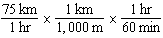 75 km/1 hr × 1 km/1,000 m × 1 hr/60 min